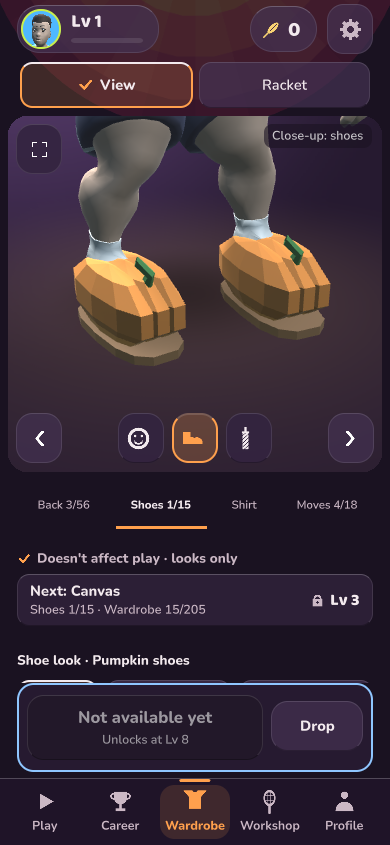 Lv 1
0
View
Racket
Close-up: shoes
Back 3/56
Shoes 1/15
Shirt
Moves 4/18
Doesn't affect play · looks only
Next: Canvas
Shoes 1/15 · Wardrobe 15/205
Lv 3
Shoe look · Pumpkin shoes
Not available yet
Unlocks at Lv 8
Drop
Play
Career
Wardrobe
Workshop
Profile